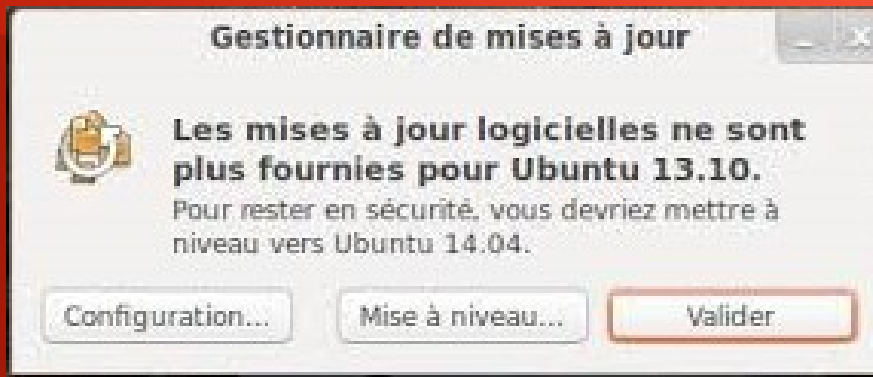 Gestionnaire de mises à jour
Les mises à jour logicielles ne sont
plus fournies pour Ubuntu 13.10.
Pour rester en sécurité, vous devriez mettre à
niveau vers Ubuntu 14.04.
Configuration... Mise à niveau... Valider